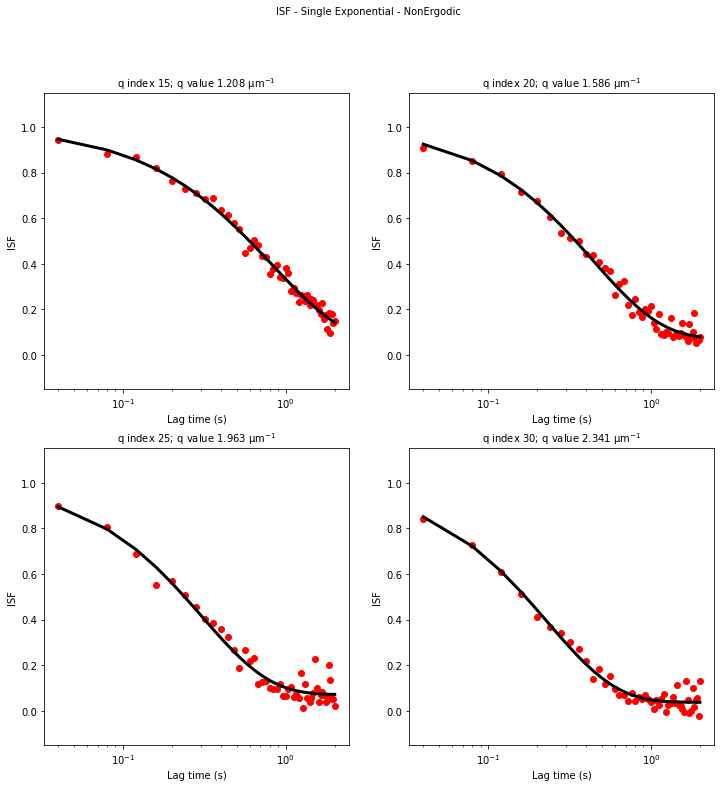 ISF - Single Exponential - NonErgodic
q index 15; q value 1.208 μm⁻¹
q index 20; q value 1.586 μm⁻¹
1.0
0.8
0.6
0.4
0.2
0.0
ISF
10⁻¹
10⁰
Lag time (s)
1.0
0.8
0.6
0.4
0.2
0.0
ISF
10⁻¹
10⁰
Lag time (s)
q index 25; q value 1.963 μm⁻¹
q index 30; q value 2.341 μm⁻¹
1.0
0.8
0.6
0.4
0.2
0.0
ISF
10⁻¹
10⁰
Lag time (s)
1.0
0.8
0.6
0.4
0.2
0.0
ISF
10⁻¹
10⁰
Lag time (s)